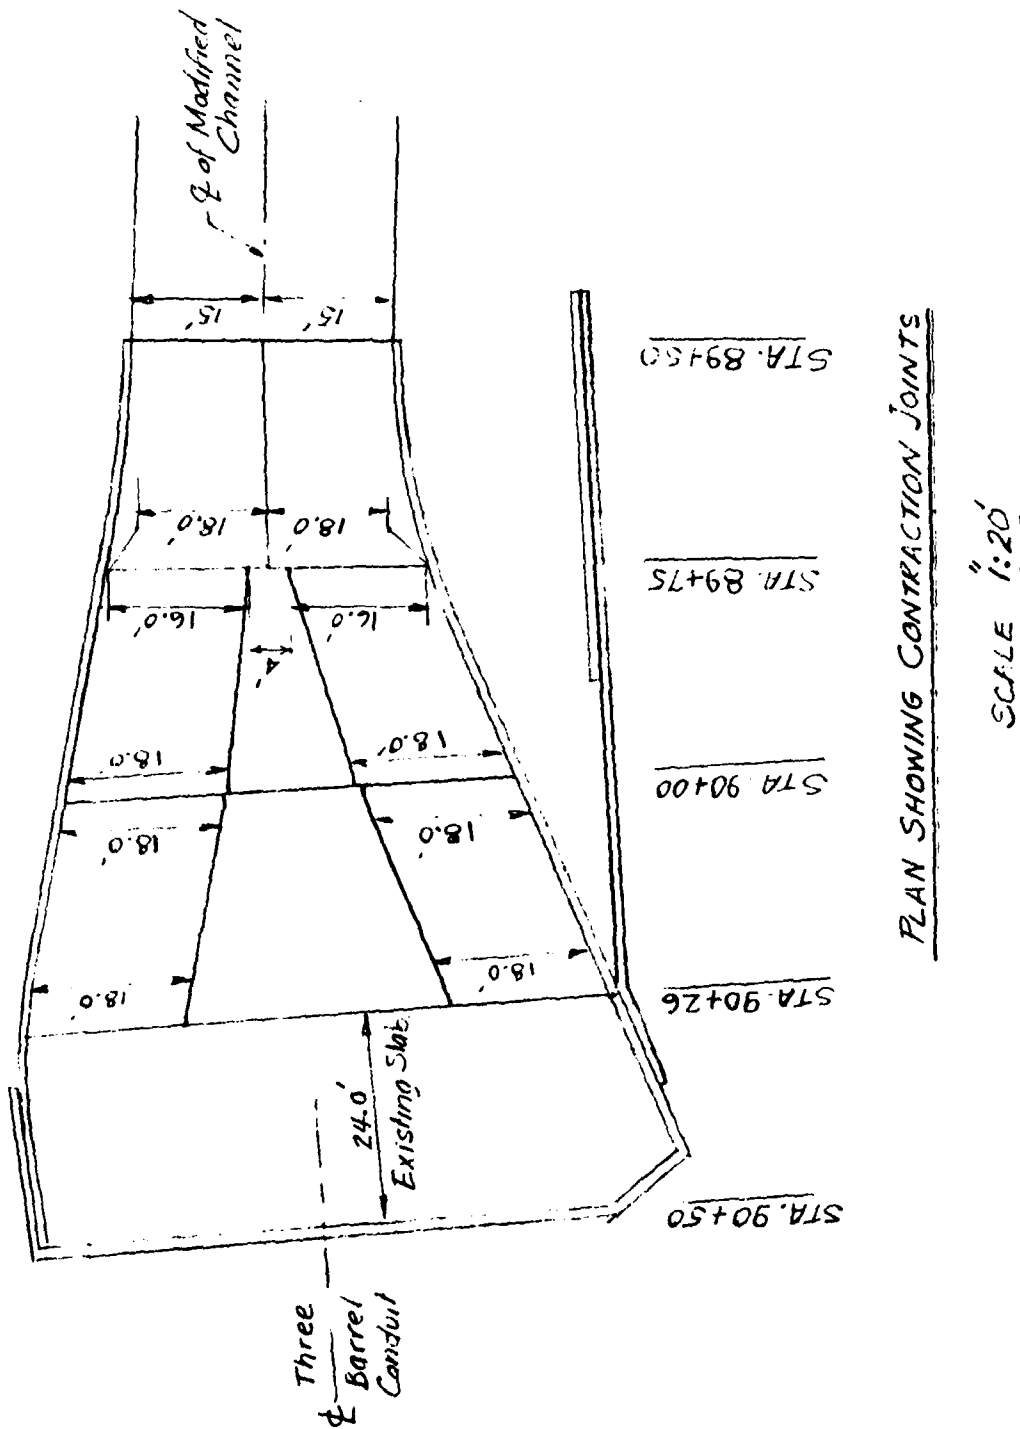 ℄ of Modified
Channel
15'
15'
18.0'
18.0'
16.0'
16.0'
4'
18.0'
18.0'
18.0'
18.0'
18.0'
18.0'
24.0'
Existing Slab
Three
℄ Barrel
Conduit
STA. 89+50
STA. 89+75
STA. 90+00
STA. 90+26
STA. 90+50
PLAN SHOWING CONTRACTION JOINTS
SCALE 1":20'